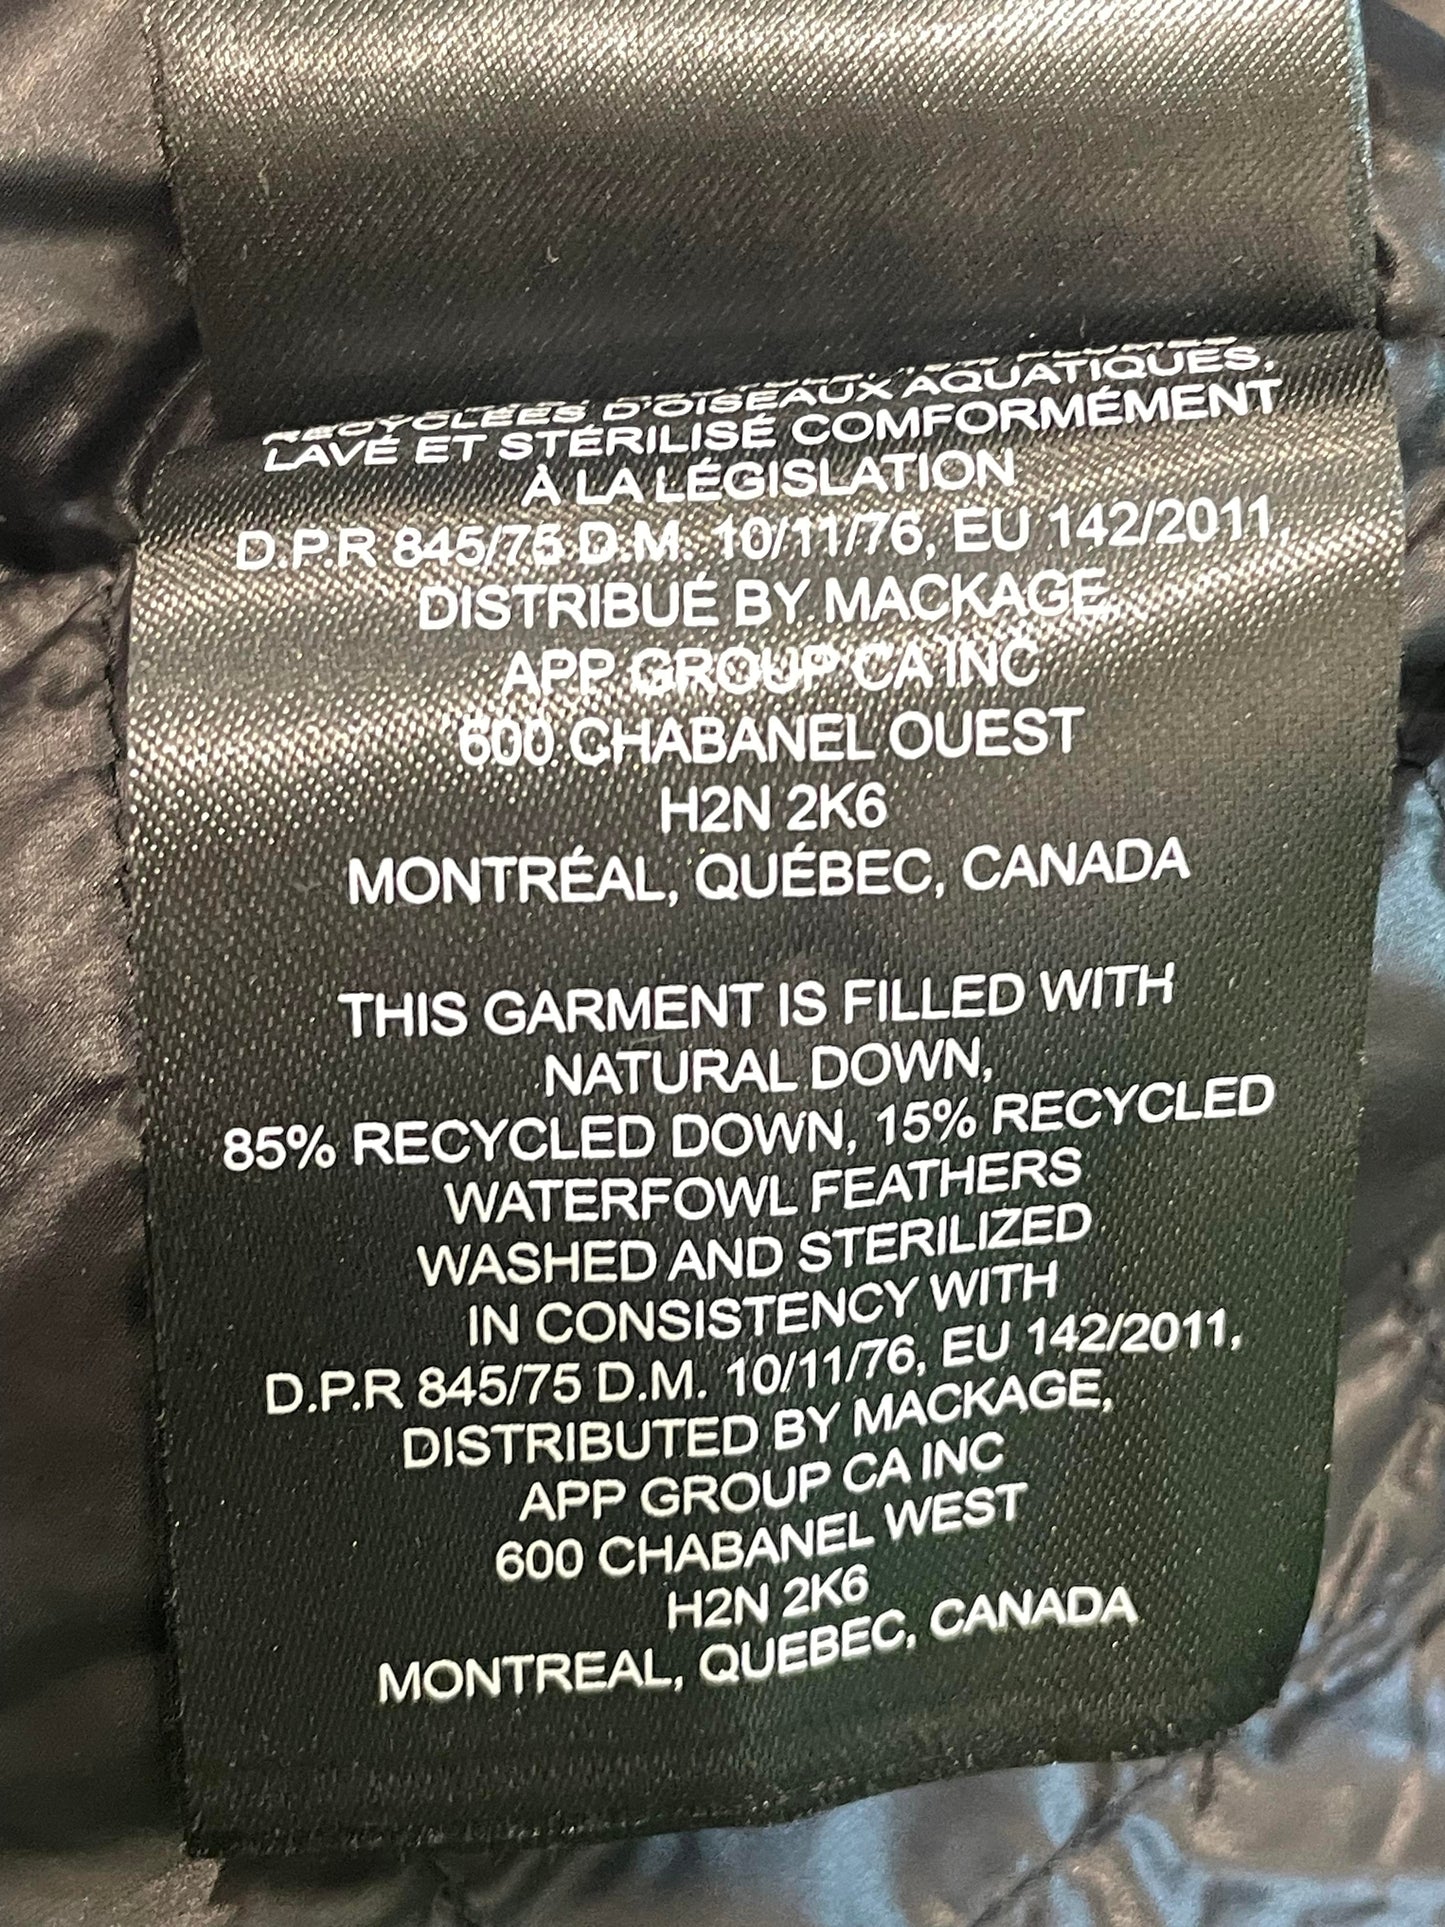 RECYCLÉES D'OISEAUX AQUATIQUES,
LAVÉ ET STÉRILISÉ COMFORMÉMENT
À LA LÉGISLATION
D.P.R 845/75 D.M. 10/11/76, EU 142/2011,
DISTRIBUÉ BY MACKAGE,
APP GROUP CA INC
600 CHABANEL OUEST
H2N 2K6
MONTRÉAL, QUÉBEC, CANADA
THIS GARMENT IS FILLED WITH
NATURAL DOWN,
85% RECYCLED DOWN, 15% RECYCLED
WATERFOWL FEATHERS
WASHED AND STERILIZED
IN CONSISTENCY WITH
D.P.R 845/75 D.M. 10/11/76, EU 142/2011,
DISTRIBUTED BY MACKAGE,
APP GROUP CA INC
600 CHABANEL WEST
H2N 2K6
MONTREAL, QUEBEC, CANADA